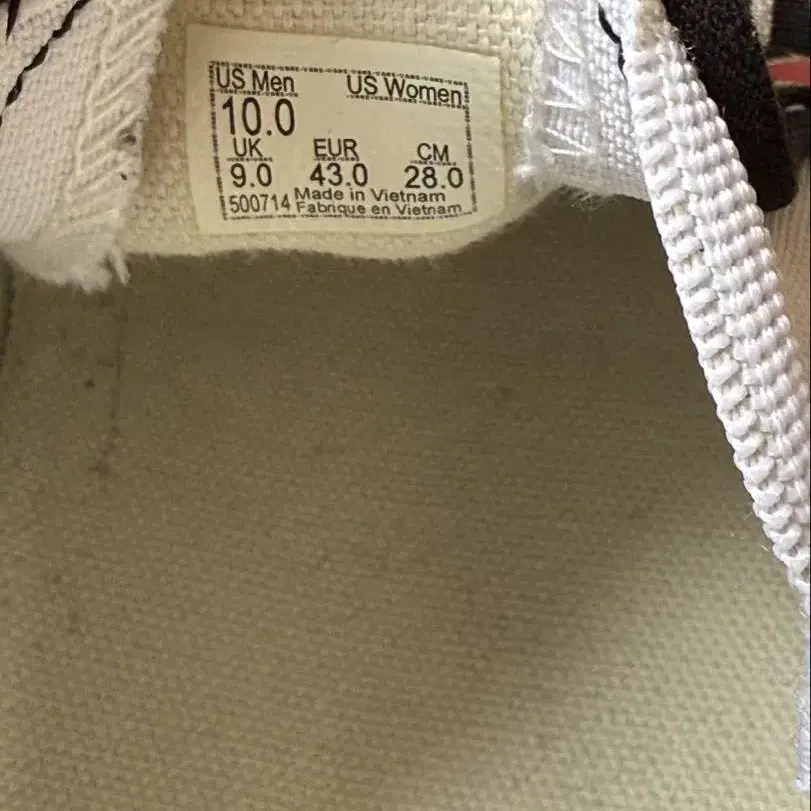 US Men US Women
10.0
UK EUR CM
9.0 43.0 28.0
500714 Made in Vietnam
Fabrique en Vietnam